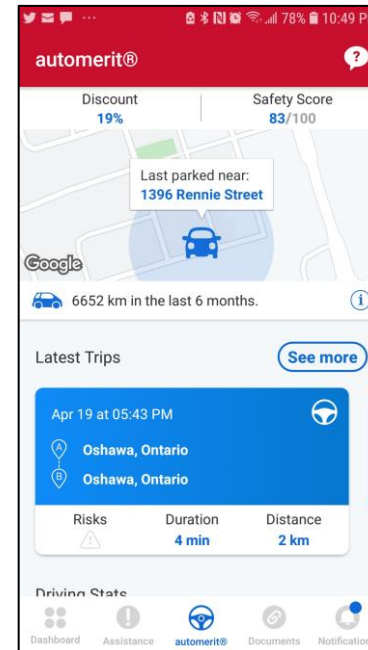 78% 10:49 P
automerit®
?
Discount
19%
Safety Score
83/100
Last parked near:
1396 Rennie Street
Google
6652 km in the last 6 months.
i
Latest Trips
See more
Apr 19 at 05:43 PM
A Oshawa, Ontario
B Oshawa, Ontario
Risks
Duration
4 min
Distance
2 km
Driving Stats
Dashboard Assistance automerit® Documents Notification